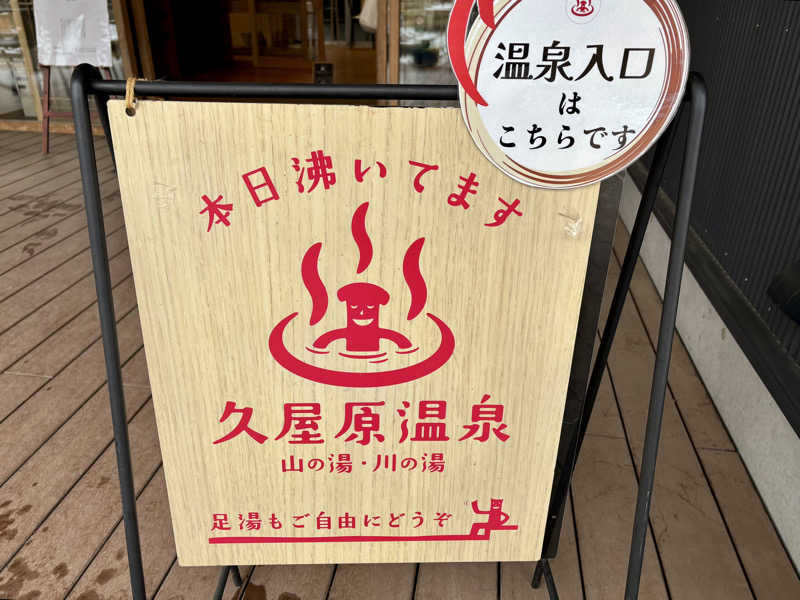 温泉入口
は
こちらです
本日沸いてます
久屋原温泉
山の湯・川の湯
足湯もご自由にどうぞ